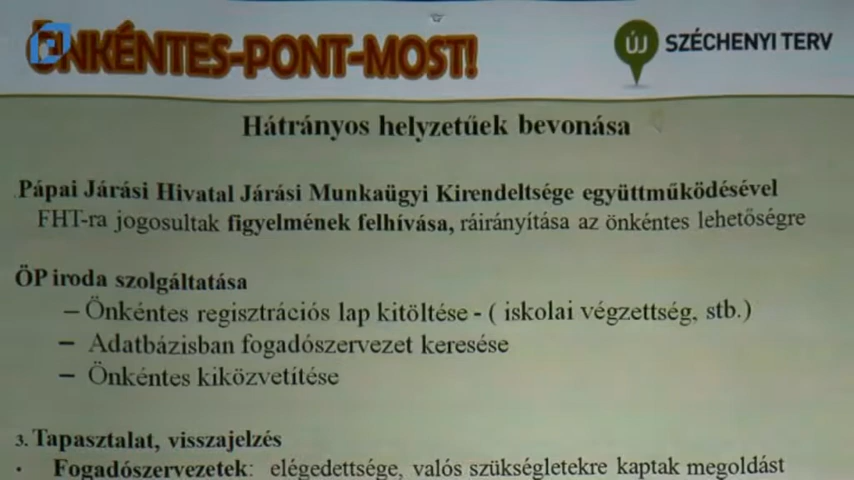 ÖNKÉNTES-PONT-MOST!
ÚJ SZÉCHENYI TERV
Hátrányos helyzetűek bevonása
Pápai Járási Hivatal Járási Munkaügyi Kirendeltsége együttműködésével
FHT-ra jogosultak figyelmének felhívása, ráirányítása az önkéntes lehetőségre
ÖP iroda szolgáltatása
– Önkéntes regisztrációs lap kitöltése - ( iskolai végzettség, stb.)
– Adatbázisban fogadószervezet keresése
– Önkéntes kiközvetítése
3. Tapasztalat, visszajelzés
• Fogadószervezetek: elégedettsége, valós szükségletekre kaptak megoldást